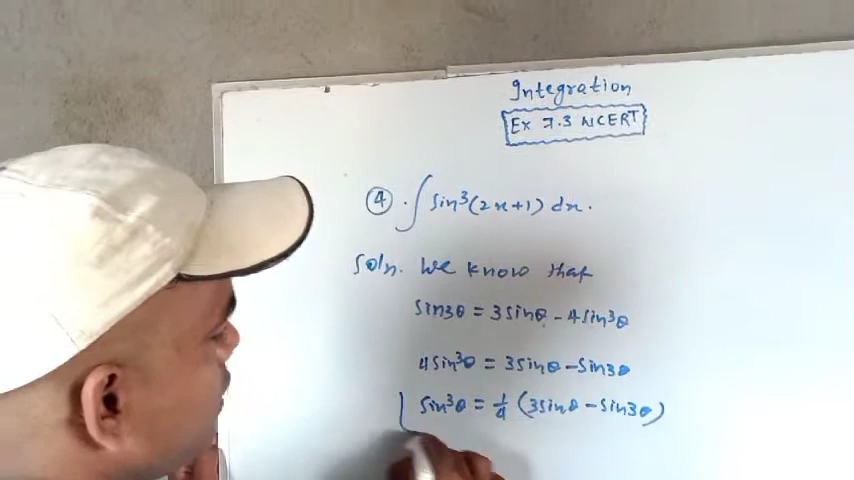 Integration
Ex 7.3 NCERT
④ · ∫ sin³(2x+1) dx.
Soln. We know that
sin3θ = 3sinθ - 4sin³θ
4sin³θ = 3sinθ - sin3θ
sin³θ = 1/4 (3sinθ - sin3θ)